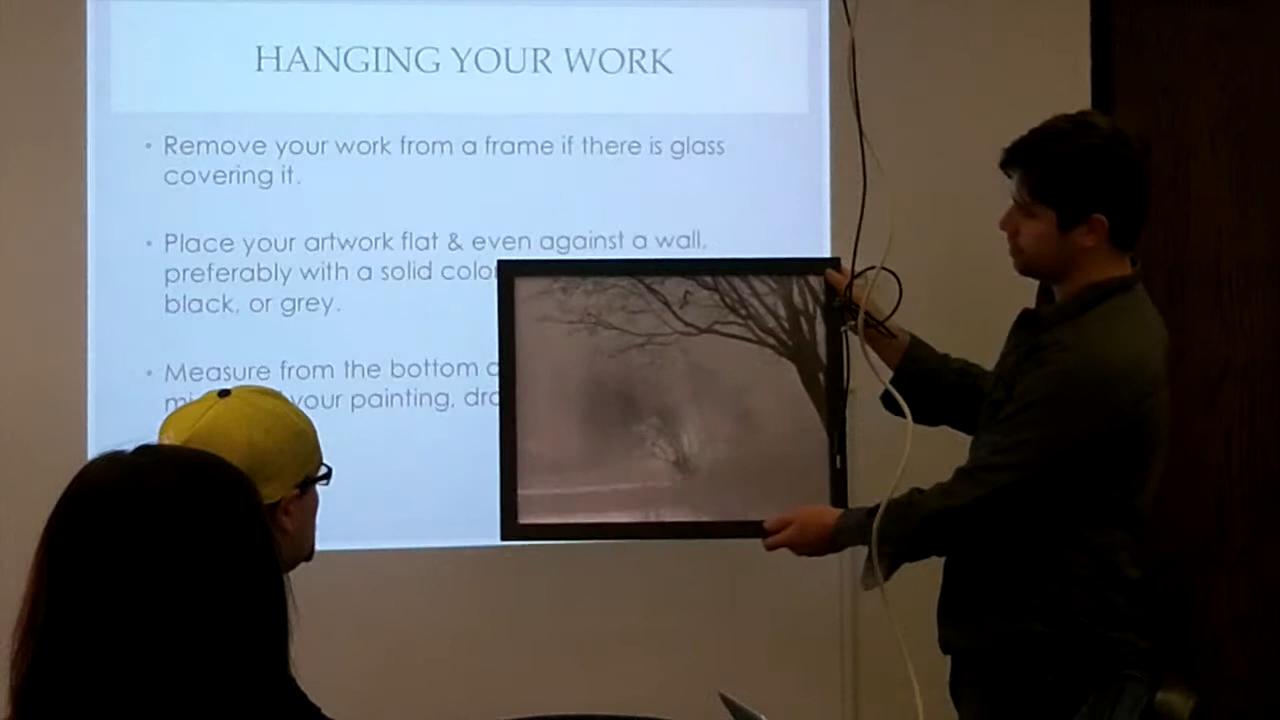 HANGING YOUR WORK
• Remove your work from a frame if there is glass
covering it.
• Place your artwork flat & even against a wall,
preferably with a solid
black, or grey.
• Measure from the bottom
your painting,